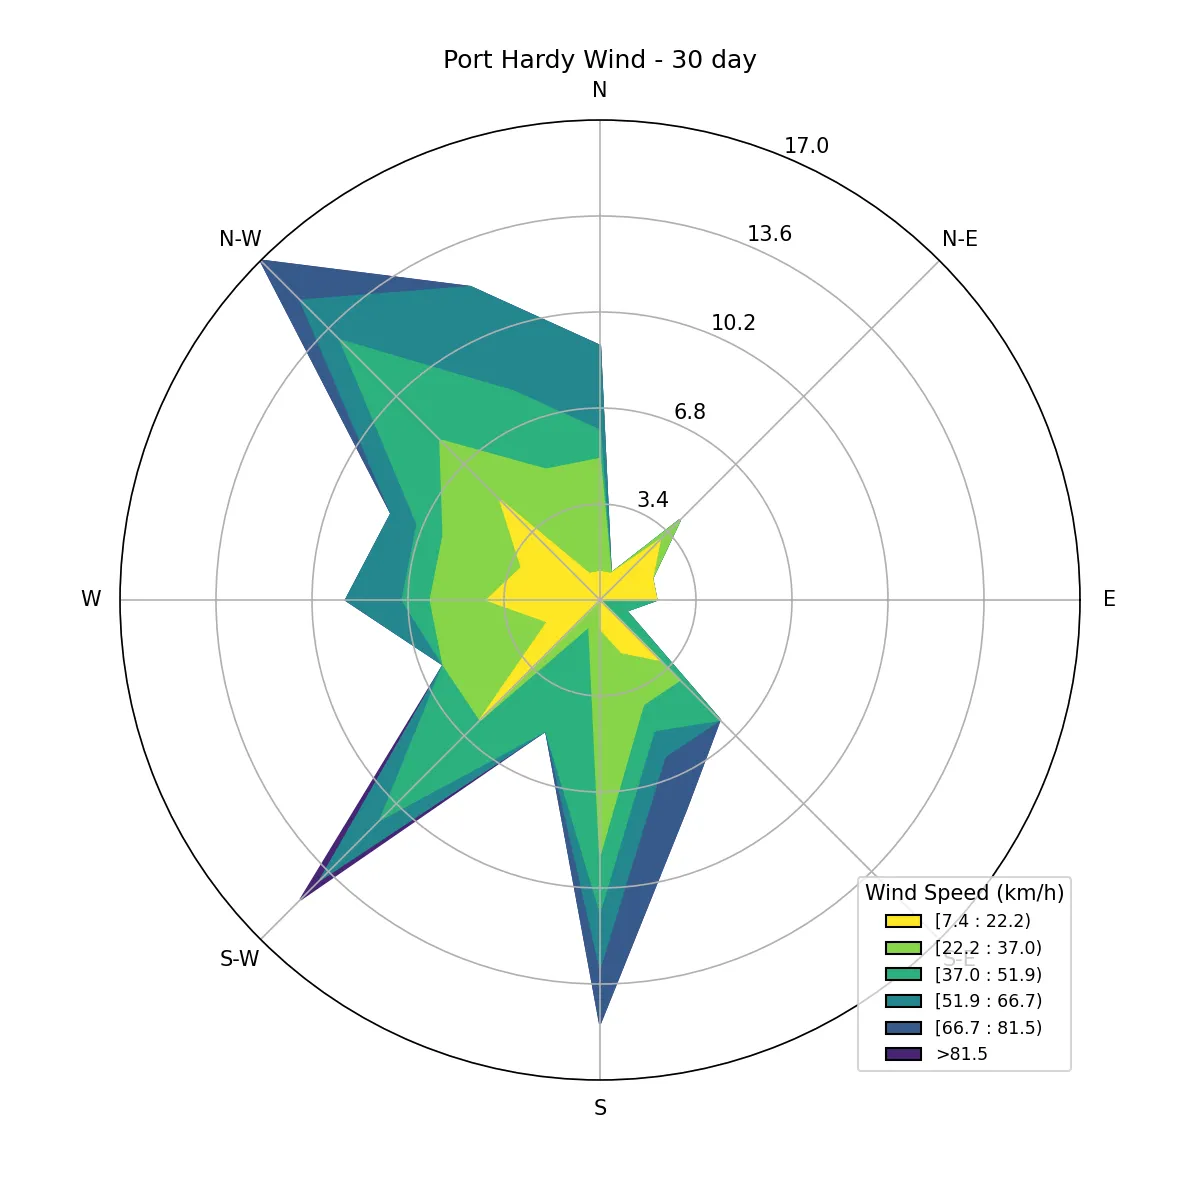 Port Hardy Wind - 30 day
N
17.0
13.6
N-W
N-E
10.2
6.8
3.4
W
E
Wind Speed (km/h)
[7.4 : 22.2)
[22.2 : 37.0)
S-W
S-E
[37.0 : 51.9)
[51.9 : 66.7)
[66.7 : 81.5)
>81.5
S